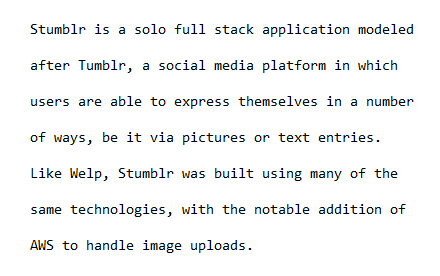 Stumblr is a solo full stack application modeled
after Tumblr, a social media platform in which
users are able to express themselves in a number
of ways, be it via pictures or text entries.
Like Welp, Stumblr was built using many of the
same technologies, with the notable addition of
AWS to handle image uploads.